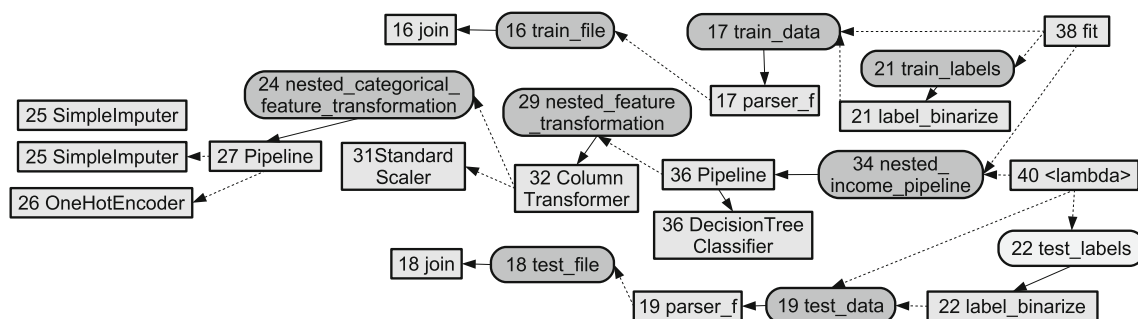 16 join
16 train_file
17 train_data
38 fit
21 train_labels
24 nested_categorical_
feature_transformation
29 nested_feature
_transformation
17 parser_f
21 label_binarize
25 SimpleImputer
25 SimpleImputer
27 Pipeline
31Standard
Scaler
32 Column
Transformer
36 Pipeline
34 nested_
income_pipeline
40 <lambda>
26 OneHotEncoder
36 DecisionTree
Classifier
22 test_labels
18 join
18 test_file
19 parser_f
19 test_data
22 label_binarize